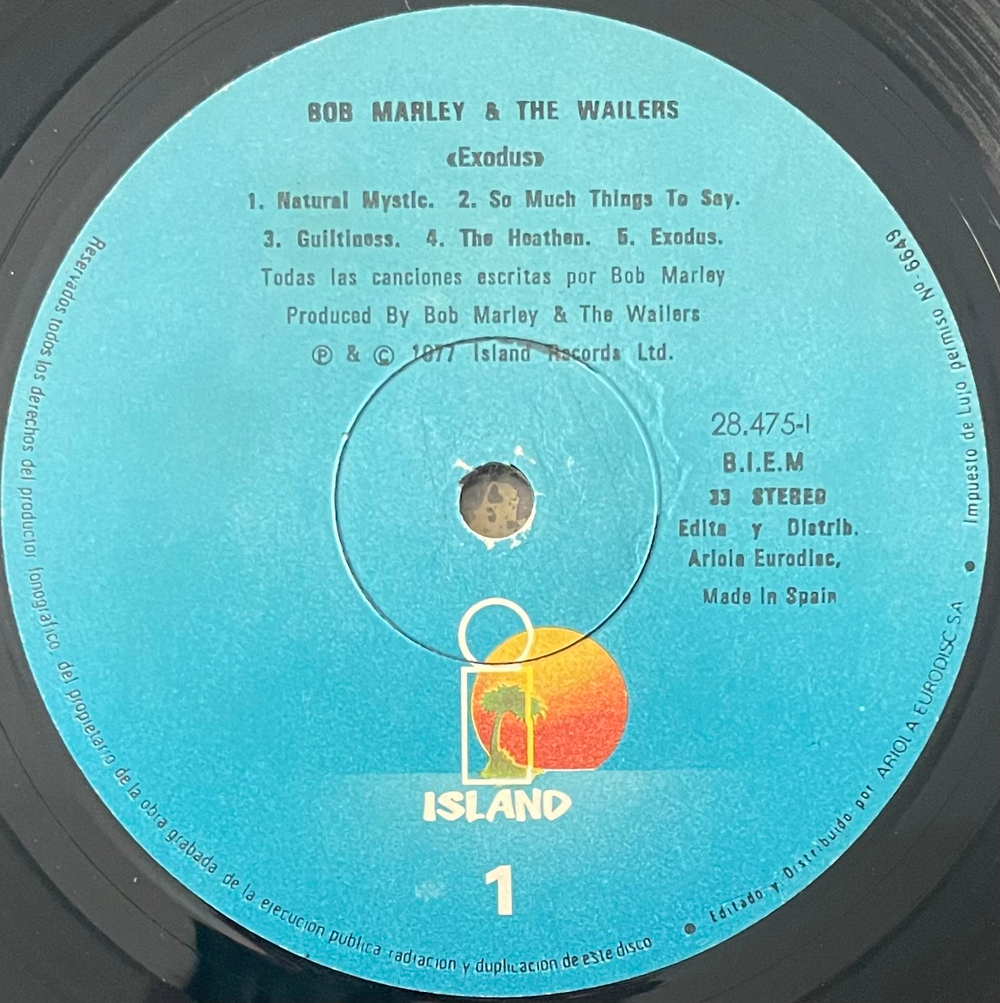 BOB MARLEY & THE WAILERS
«Exodus»
1. Natural Mystic. 2. So Much Things To Say.
3. Guiltiness. 4. The Heathen. 5. Exodus.
Todas las canciones escritas por Bob Marley
Produced By Bob Marley & The Wailers
℗ & © 1977 Island Records Ltd.
28.475-I
B.I.E.M
33 STEREO
Edita y Distrib.
Ariola Eurodisc,
Made In Spain
ISLAND
1
Reservados todos los derechos del productor fonográfico del propietario de la obra grabada de la ejecucion publica radiacion y duplicacion de este disco
Editado y Distribuido por ARIOLA EURODISC SA
Impuesto de Lujo permiso Nº 6649